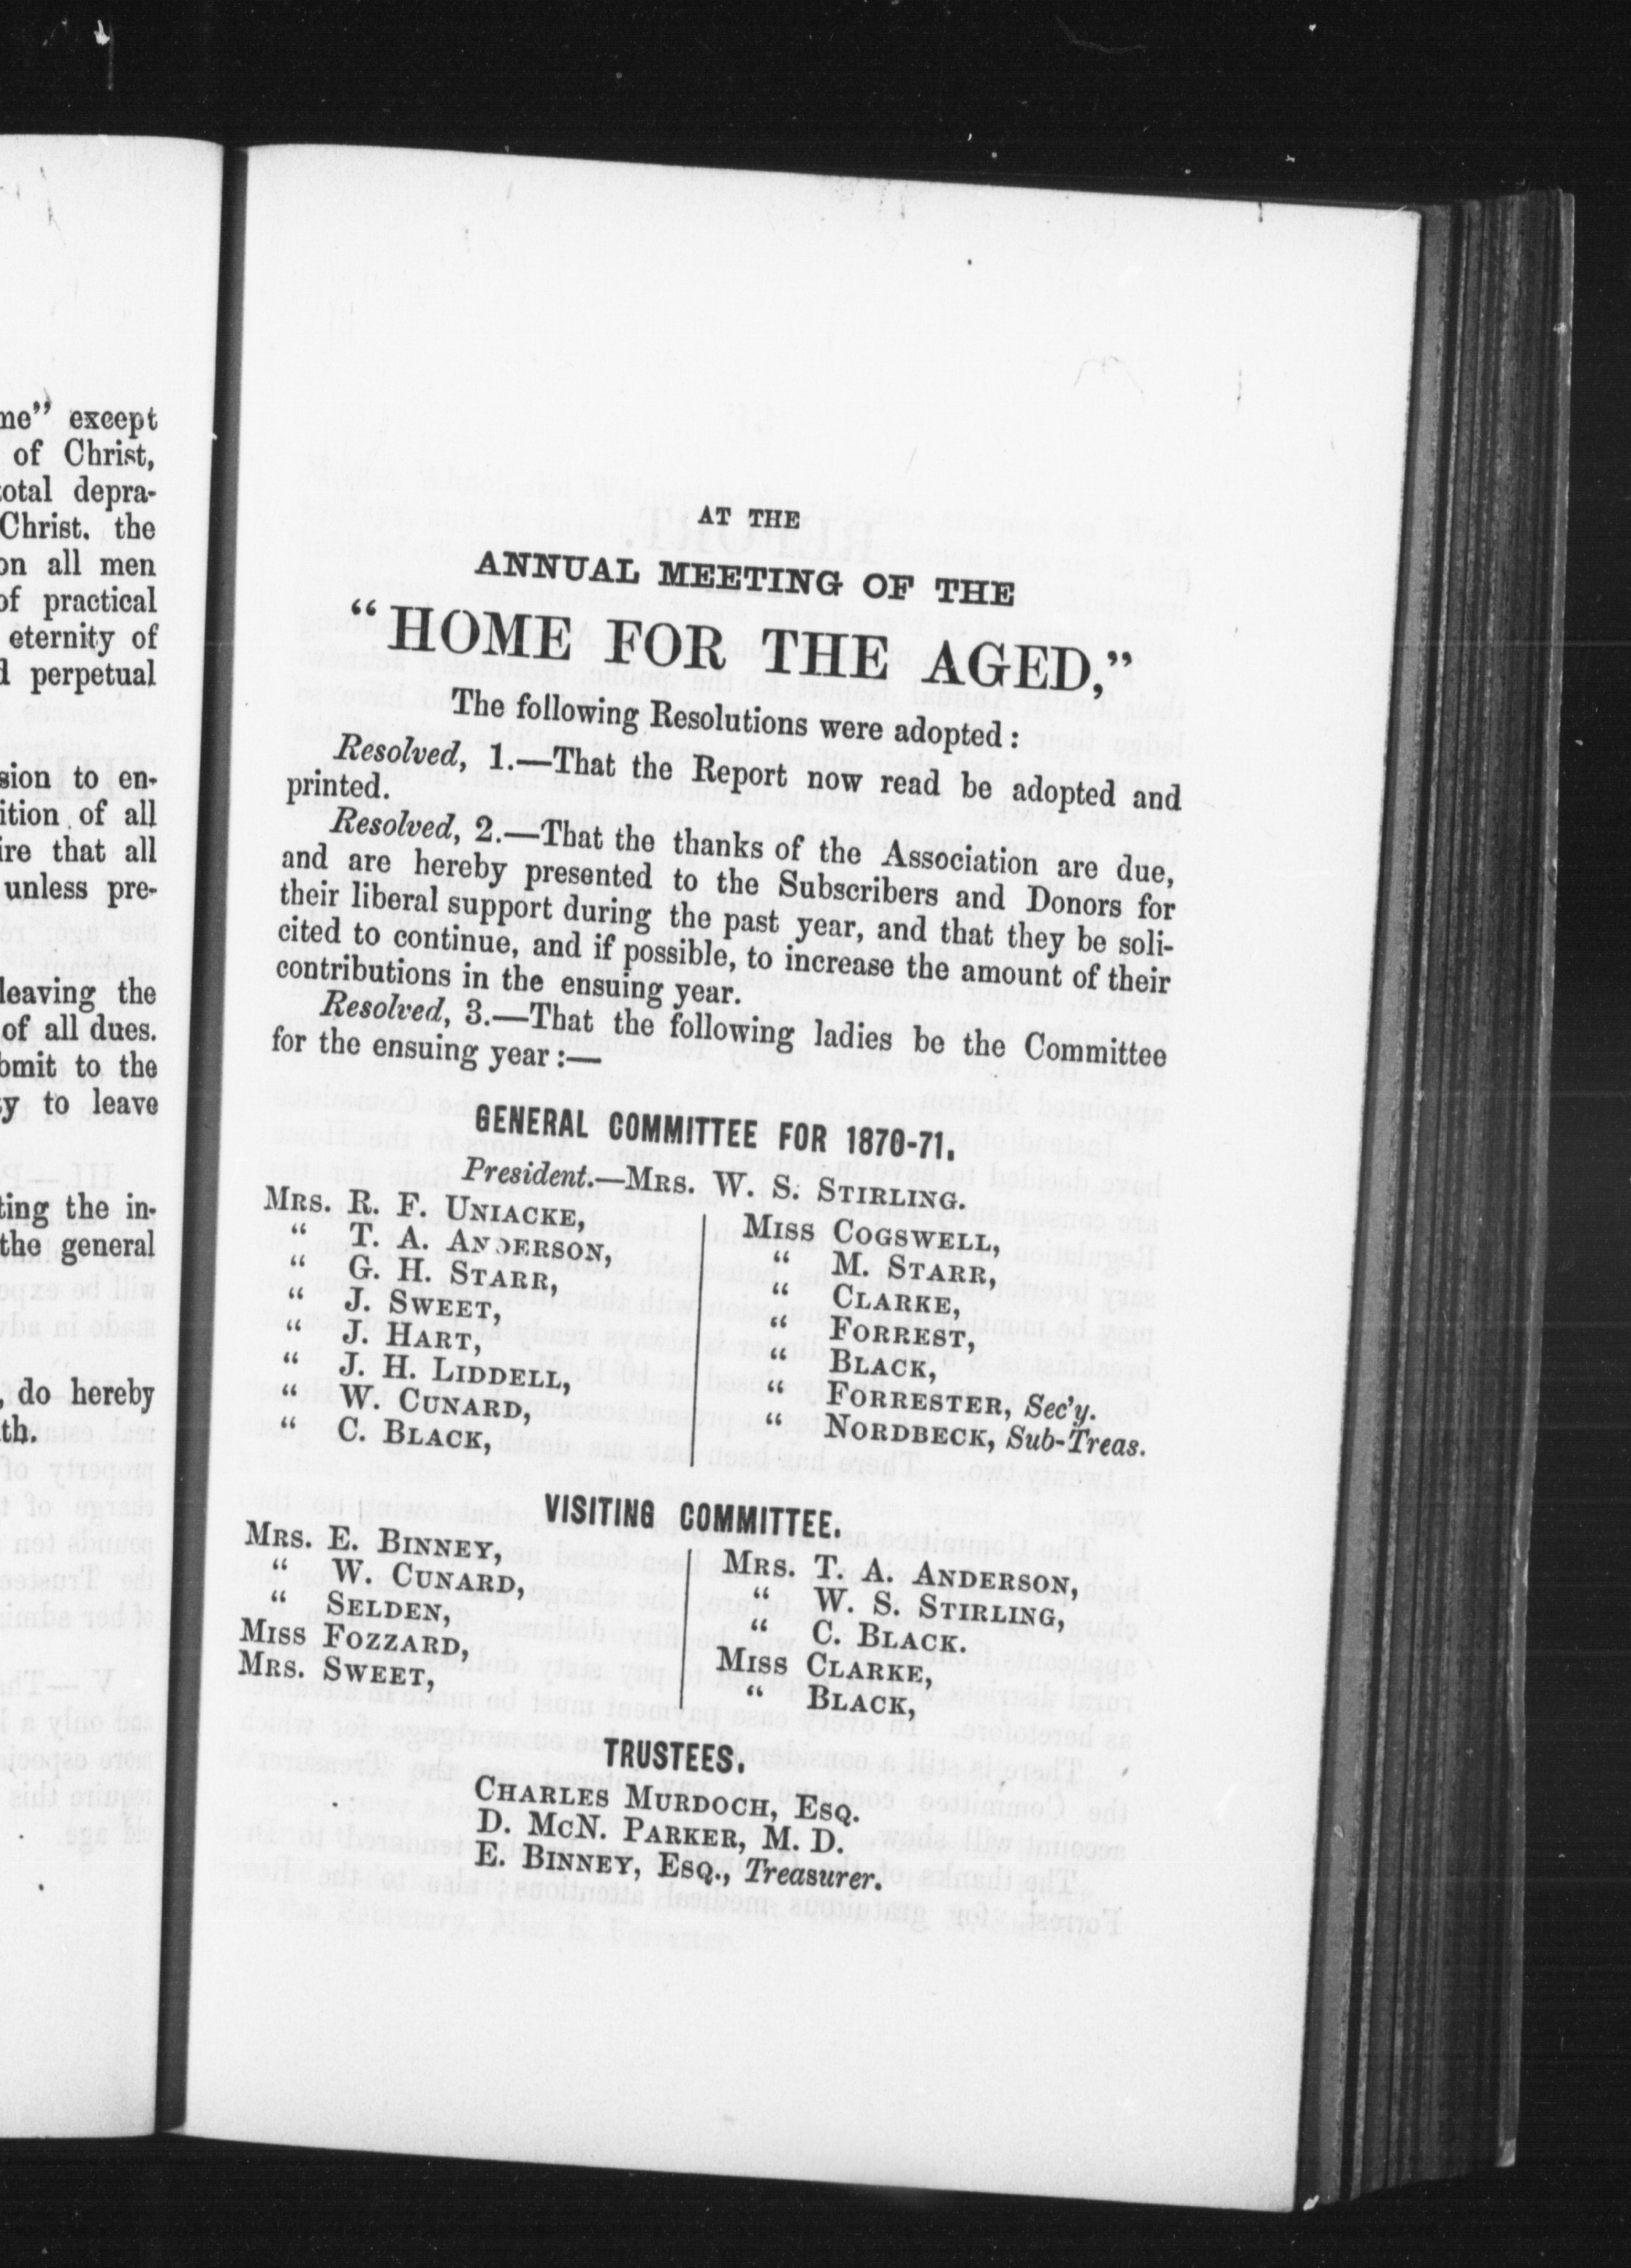 me" except
of Christ,
total depra-
Christ. the
on all men
of practical
eternity of
perpetual
sion to en-
ition of all
ire that all
unless pre-
leaving the
of all dues.
bmit to the
to leave
ting the in-
the general
, do hereby
th.
AT THE
ANNUAL MEETING OF THE
"HOME FOR THE AGED,"
The following Resolutions were adopted:
Resolved, 1.—That the Report now read be adopted and
printed.
Resolved, 2.—That the thanks of the Association are due,
and are hereby presented to the Subscribers and Donors for
their liberal support during the past year, and that they be soli-
cited to continue, and if possible, to increase the amount of their
contributions in the ensuing year.
Resolved, 3.—That the following ladies be the Committee
for the ensuing year:—
GENERAL COMMITTEE FOR 1870-71.
President.—MRS. W. S. STIRLING.
MRS. R. F. UNIACKE,
" T. A. ANDERSON,
" G. H. STARR,
" J. SWEET,
" J. HART,
" J. H. LIDDELL,
" W. CUNARD,
" C. BLACK,
MISS COGSWELL,
" M. STARR,
" CLARKE,
" FORREST,
" BLACK,
" FORRESTER, Sec'y.
" NORDBECK, Sub-Treas.
VISITING COMMITTEE.
MRS. E. BINNEY,
" W. CUNARD,
" SELDEN,
MISS FOZZARD,
MRS. SWEET,
MRS. T. A. ANDERSON,
" W. S. STIRLING,
" C. BLACK.
MISS CLARKE,
" BLACK,
TRUSTEES.
CHARLES MURDOCH, ESQ.
D. McN. PARKER, M. D.
E. BINNEY, ESQ., Treasurer.